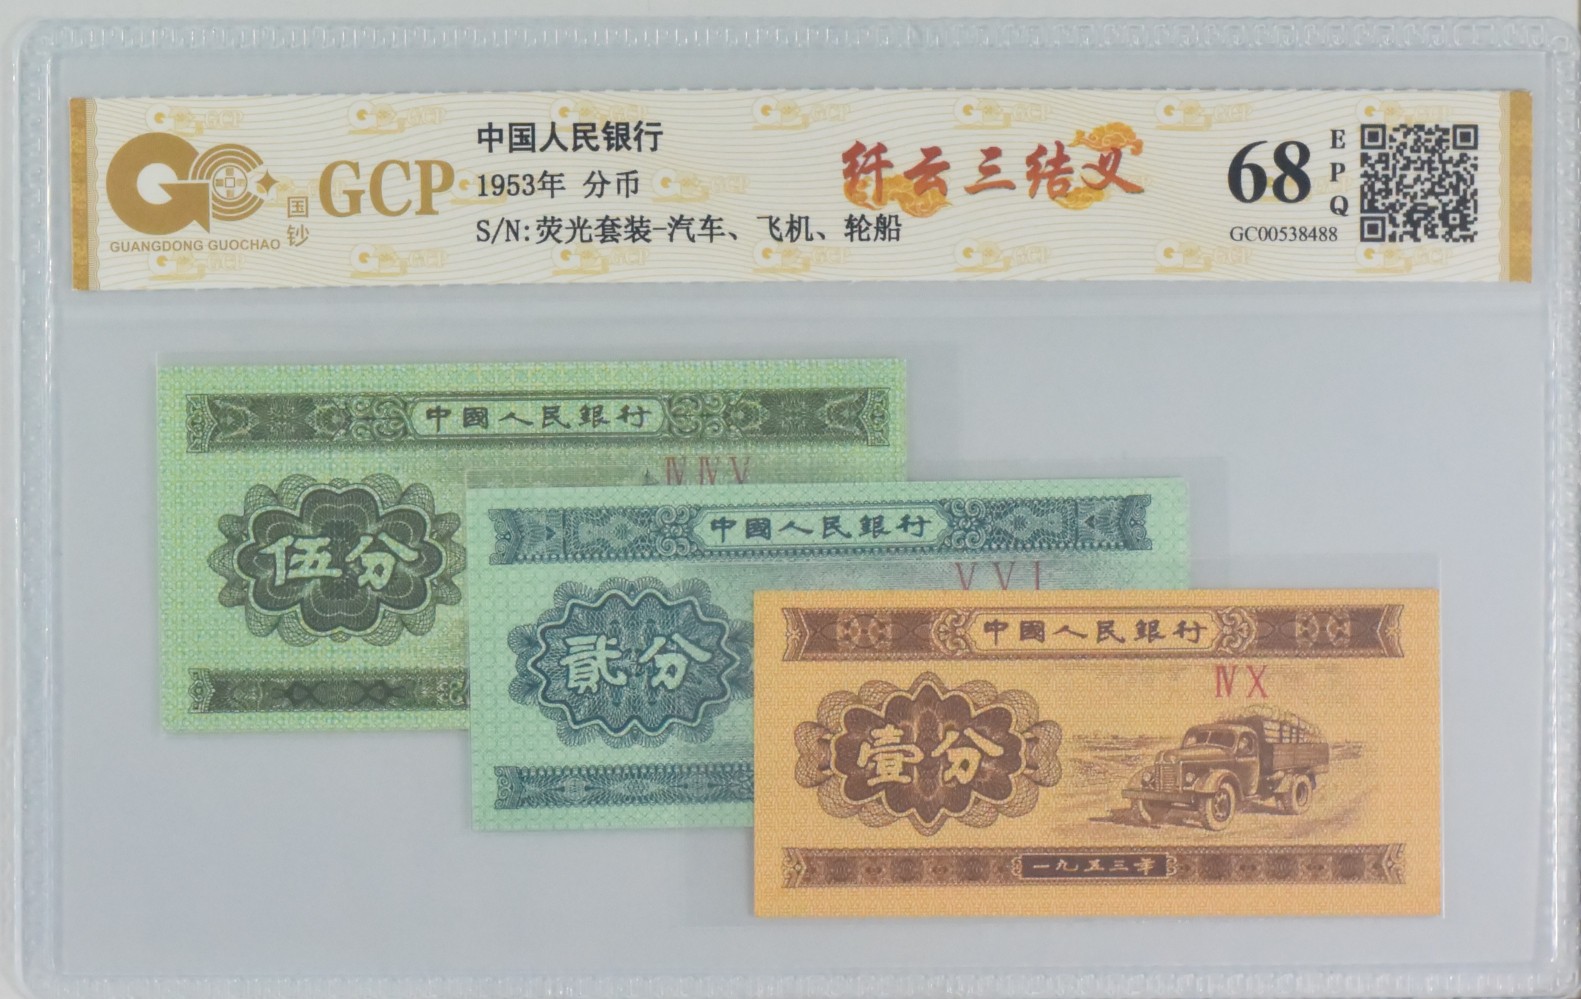 中国人民银行
1953年 分币
S/N:荧光套装-汽车、飞机、轮船
GCP
国钞
GUANGDONG GUOCHAO
纤云三结义
68
EPQ
GC00538488
中國人民銀行
ⅣⅣⅤ
伍分
中國人民銀行
ⅤⅤⅠ
貳分
中國人民銀行
ⅣⅩ
壹分
一九五三年